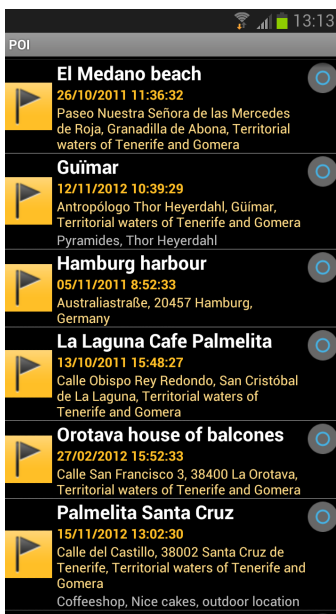 13:13
POI
El Medano beach
26/10/2011 11:36:32
Paseo Nuestra Señora de las Mercedes
de Roja, Granadilla de Abona, Territorial
waters of Tenerife and Gomera
Guïmar
12/11/2012 10:39:29
Antropólogo Thor Heyerdahl, Güímar,
Territorial waters of Tenerife and Gomera
Pyramides, Thor Heyerdahl
Hamburg harbour
05/11/2011 8:52:33
Australiastraße, 20457 Hamburg,
Germany
La Laguna Cafe Palmelita
13/10/2011 15:48:27
Calle Obispo Rey Redondo, San Cristóbal
de La Laguna, Territorial waters of
Tenerife and Gomera
Orotava house of balcones
27/02/2012 15:52:33
Calle San Francisco 3, 38400 La Orotava,
Territorial waters of Tenerife and Gomera
Palmelita Santa Cruz
15/11/2012 13:02:30
Calle del Castillo, 38002 Santa Cruz de
Tenerife, Territorial waters of Tenerife and
Gomera
Coffeeshop, Nice cakes, outdoor location